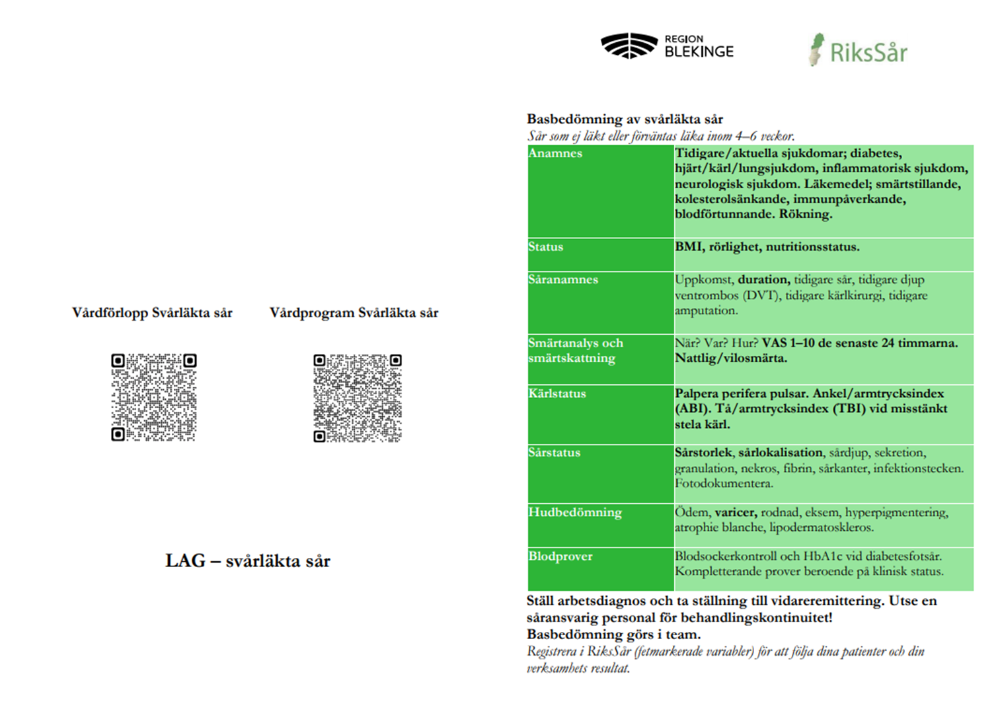 Vårdförlopp Svårläkta sår
Vårdprogram Svårläkta sår
LAG – svårläkta sår
REGION
BLEKINGE
RiksSår
Basbedömning av svårläkta sår
Sår som ej läkt eller förväntas läka inom 4–6 veckor.
Anamnes
Tidigare/aktuella sjukdomar; diabetes,
hjärt/kärl/lungsjukdom, inflammatorisk sjukdom,
neurologisk sjukdom. Läkemedel; smärtstillande,
kolesterolsänkande, immunpåverkande,
blodförtunnande. Rökning.
Status
BMI, rörlighet, nutritionsstatus.
Såranamnes
Uppkomst, duration, tidigare sår, tidigare djup
ventrombos (DVT), tidigare kärlkirurgi, tidigare
amputation.
Smärtanalys och
smärtskattning
När? Var? Hur? VAS 1–10 de senaste 24 timmarna.
Nattlig/vilosmärta.
Kärlstatus
Palpera perifera pulsar. Ankel/armtrycksindex
(ABI). Tå/armtrycksindex (TBI) vid misstänkt
stela kärl.
Sårstatus
Sårstorlek, sårlokalisation, sårdjup, sekretion,
granulation, nekros, fibrin, sårkanter, infektionstecken.
Fotodokumentera.
Hudbedömning
Ödem, varicer, rodnad, eksem, hyperpigmentering,
atrophie blanche, lipodermatoskleros.
Blodprover
Blodsockerkontroll och HbA1c vid diabetesfotsår.
Kompletterande prover beroende på klinisk status.
Ställ arbetsdiagnos och ta ställning till vidareremittering. Utse en
såransvarig personal för behandlingskontinuitet!
Basbedömning görs i team.
Registrera i RiksSår (fetmarkerade variabler) för att följa dina patienter och din
verksamhets resultat.